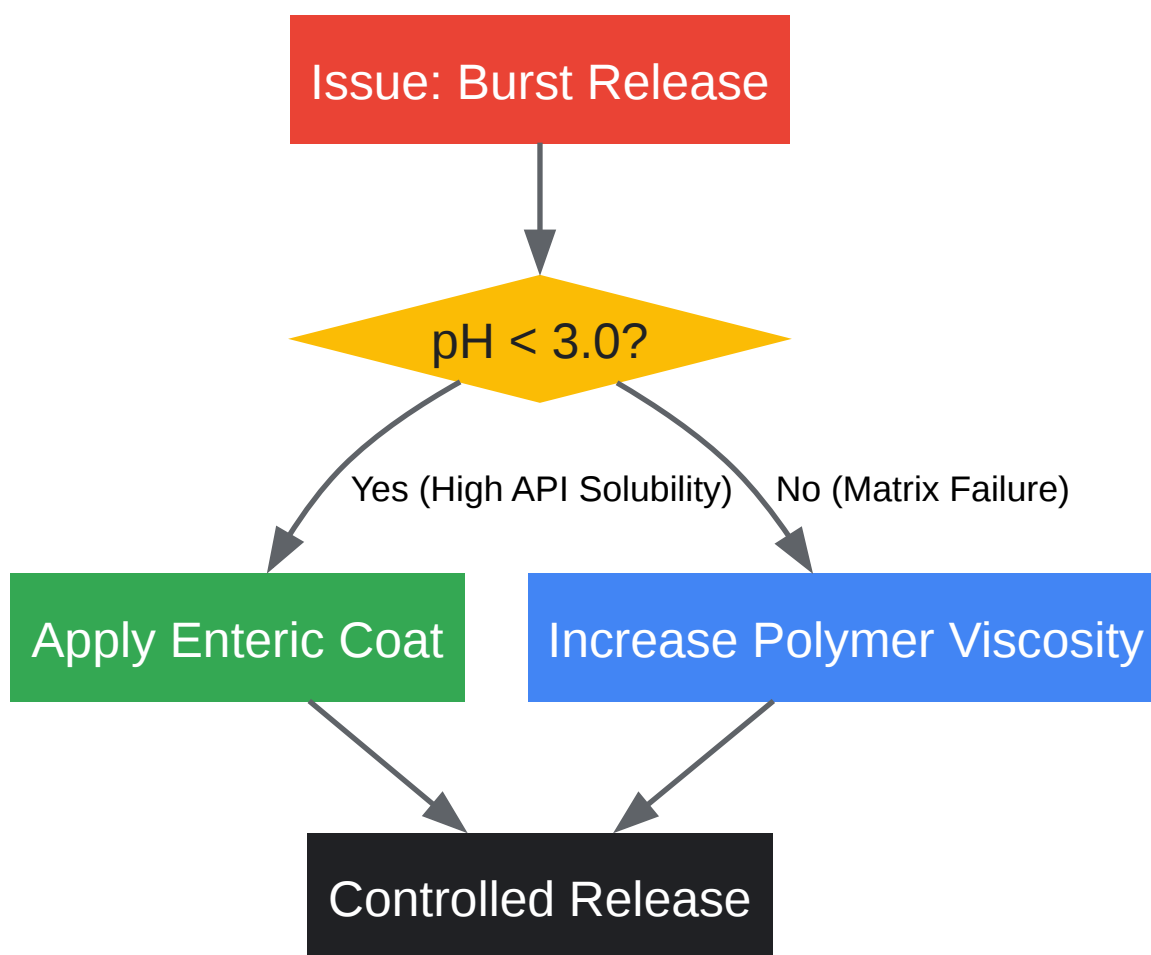 Issue: Burst Release
pH < 3.0?
Yes (High API Solubility)
No (Matrix Failure)
Apply Enteric Coat
Increase Polymer Viscosity
Controlled Release